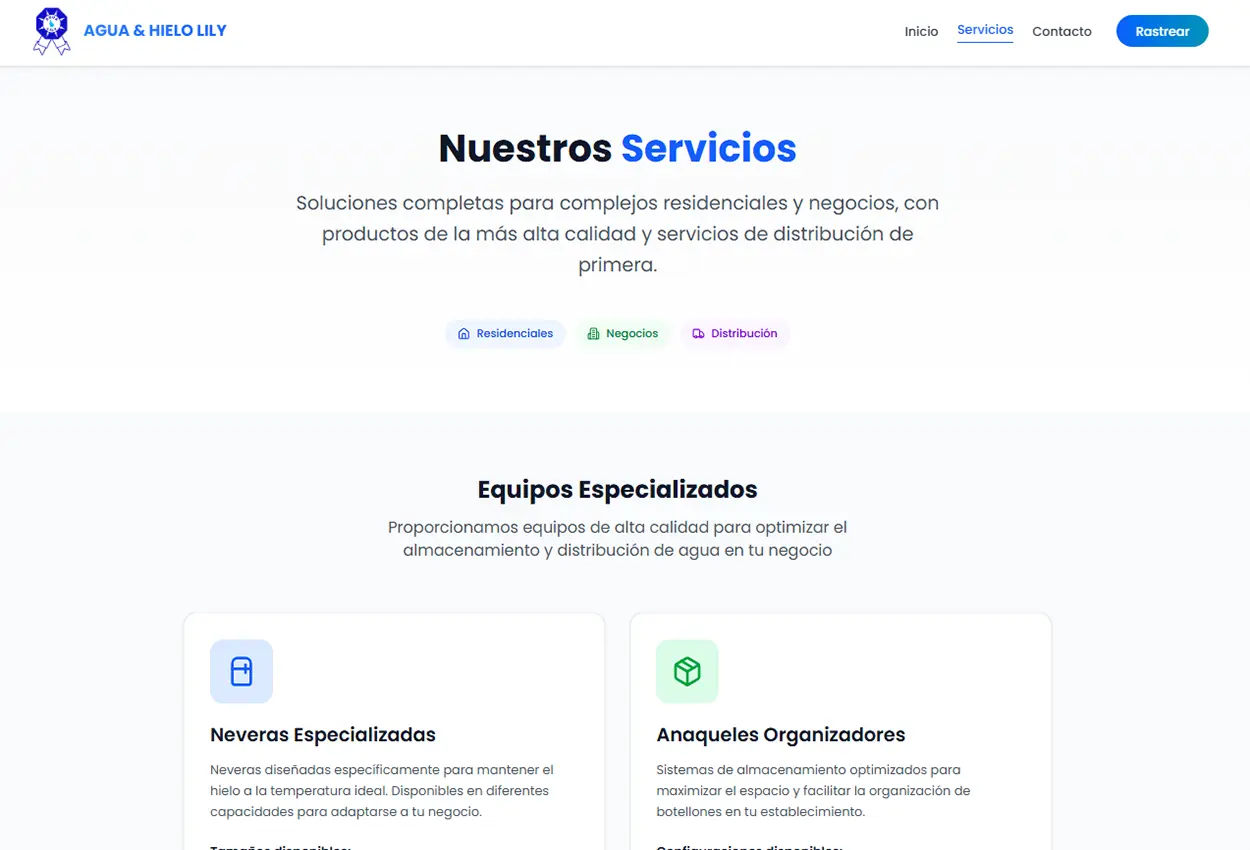 AGUA & HIELO LILY
Inicio
Servicios
Contacto
Rastrear
Nuestros Servicios
Soluciones completas para complejos residenciales y negocios, con
productos de la más alta calidad y servicios de distribución de
primera.
Residenciales
Negocios
Distribución
Equipos Especializados
Proporcionamos equipos de alta calidad para optimizar el
almacenamiento y distribución de agua en tu negocio
Neveras Especializadas
Neveras diseñadas específicamente para mantener el
hielo a la temperatura ideal. Disponibles en diferentes
capacidades para adaptarse a tu negocio.
Tamaños disponibles:
Anaqueles Organizadores
Sistemas de almacenamiento optimizados para
maximizar el espacio y facilitar la organización de
botellones en tu establecimiento.
Configuraciones disponibles: